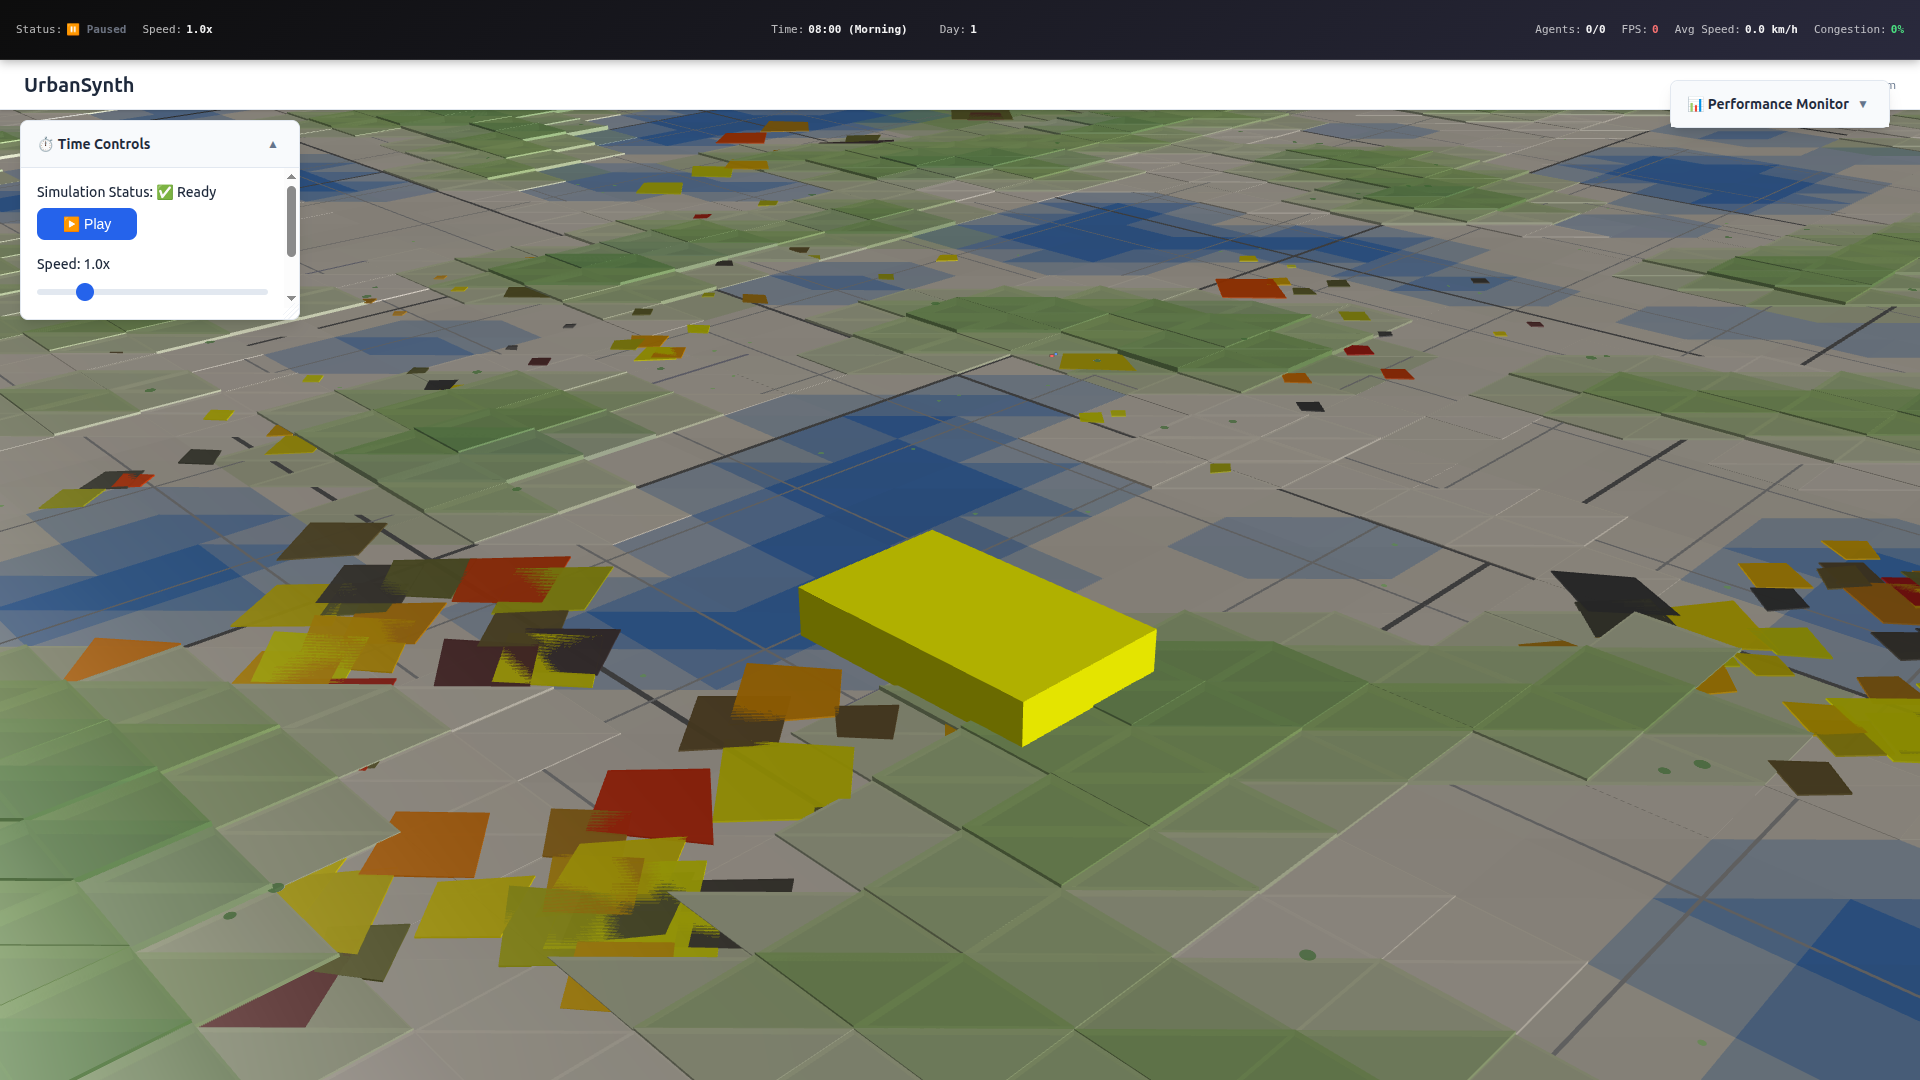 Status: ⏸️ Paused Speed: 1.0x Time: 08:00 (Morning) Day: 1 Agents: 0/0 FPS: 0 Avg Speed: 0.0 km/h Congestion: 0%
UrbanSynth
📊 Performance Monitor ▼
⏱️ Time Controls ▲
Simulation Status: ✅ Ready
▶️ Play
Speed: 1.0x